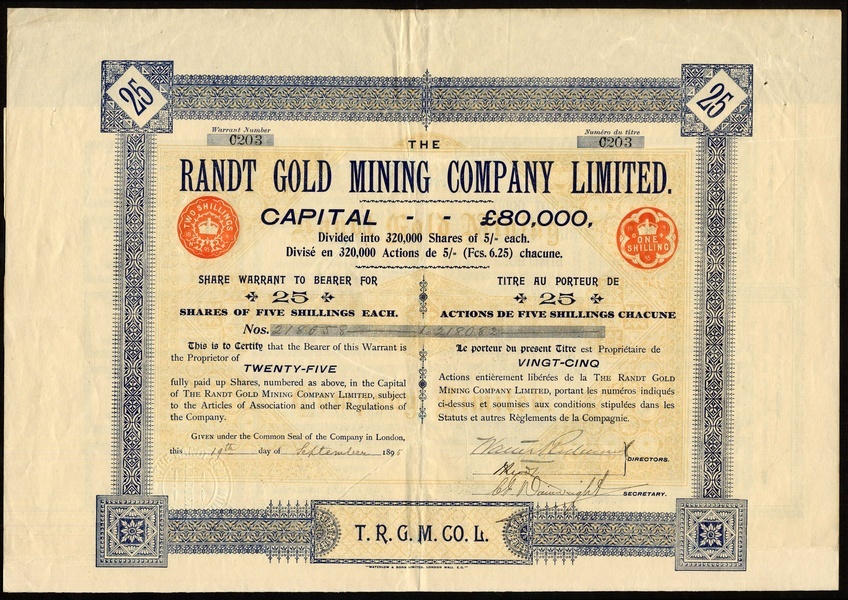 25
25
Warrant Number
0203
Numéro du titre
0203
THE
RANDT GOLD MINING COMPANY LIMITED.
TWO SHILLINGS
CAPITAL - - £80,000,
ONE SHILLING
Divided into 320,000 Shares of 5/- each.
Divisé en 320,000 Actions de 5/- (Fcs. 6.25) chacune.
SHARE WARRANT TO BEARER FOR
25
SHARES OF FIVE SHILLINGS EACH.
TITRE AU PORTEUR DE
25
ACTIONS DE FIVE SHILLINGS CHACUNE
Nos. 218658 218682
This is to Certify that the Bearer of this Warrant is
the Proprietor of
TWENTY-FIVE
fully paid up Shares, numbered as above, in the Capital
of THE RANDT GOLD MINING COMPANY LIMITED, subject
to the Articles of Association and other Regulations of
the Company.
GIVEN under the Common Seal of the Company in London,
this 19th day of September 1895
Le porteur du present Titre est Propriétaire de
VINGT-CINQ
Actions entièrement libérées de la THE RANDT GOLD
MINING COMPANY LIMITED, portant les numéros indiqués
ci-dessus et soumises aux conditions stipulées dans les
Statuts et autres Règlements de la Compagnie.
DIRECTORS.
SECRETARY.
T. R. G. M. CO. L.
WATERLOW & SONS LIMITED, LONDON WALL, E.C.